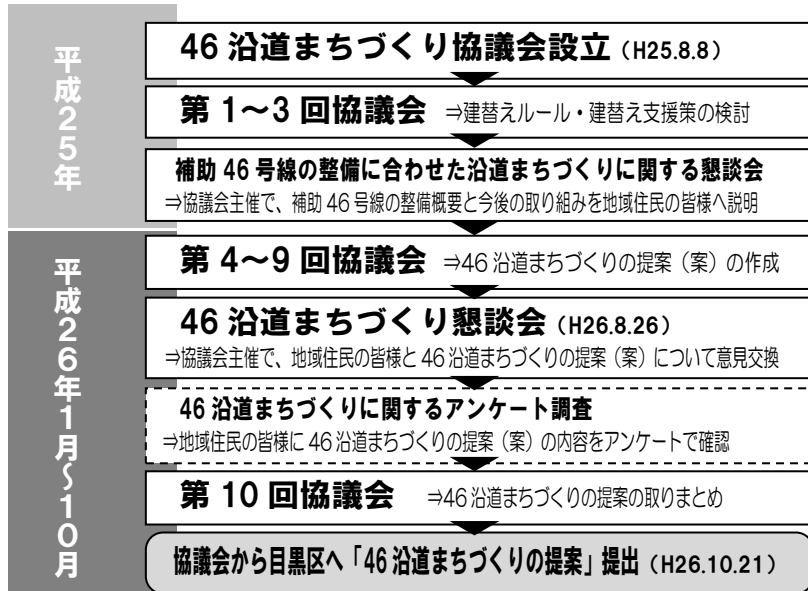 平成25年
46 沿道まちづくり協議会設立（H25.8.8）
第 1～3 回協議会 ⇒建替えルール・建替え支援策の検討
補助 46 号線の整備に合わせた沿道まちづくりに関する懇談会
⇒協議会主催で、補助 46 号線の整備概要と今後の取り組みを地域住民の皆様へ説明
平成26年1月～10月
第 4～9 回協議会 ⇒46 沿道まちづくりの提案（案）の作成
46 沿道まちづくり懇談会（H26.8.26）
⇒協議会主催で、地域住民の皆様と 46 沿道まちづくりの提案（案）について意見交換
46 沿道まちづくりに関するアンケート調査
⇒地域住民の皆様に 46 沿道まちづくりの提案（案）の内容をアンケートで確認
第 10 回協議会 ⇒46 沿道まちづくりの提案の取りまとめ
協議会から目黒区へ「46 沿道まちづくりの提案」提出（H26.10.21）